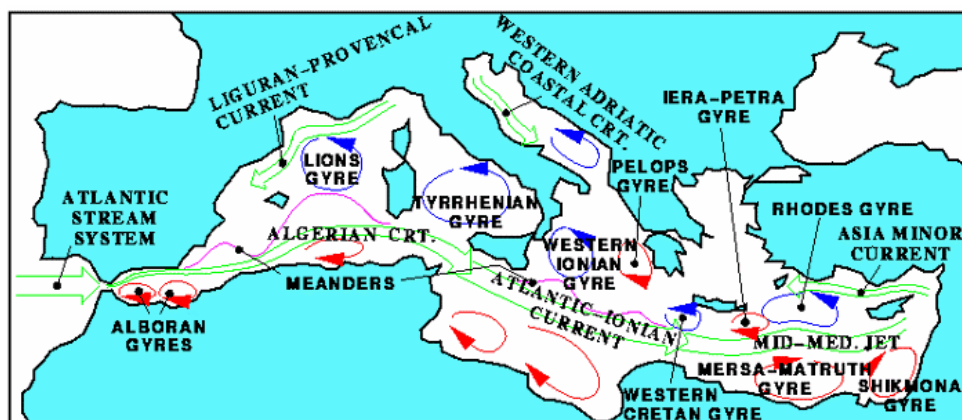 LIGURAN-PROVENCAL
CURRENT
WESTERN ADRIATIC
COASTAL CRT.
IERA-PETRA
GYRE
LIONS
GYRE
PELOPS
GYRE
ATLANTIC
STREAM
SYSTEM
TYRRHENIAN
GYRE
RHODES GYRE
ALGERIAN CRT.
WESTERN
IONIAN
GYRE
ASIA MINOR
CURRENT
MEANDERS
ATLANTIC-IONIAN
CURRENT
ALBORAN
GYRES
MID-MED. JET
MERSA-MATRUTH
GYRE
SHIKMONA
GYRE
WESTERN
CRETAN GYRE